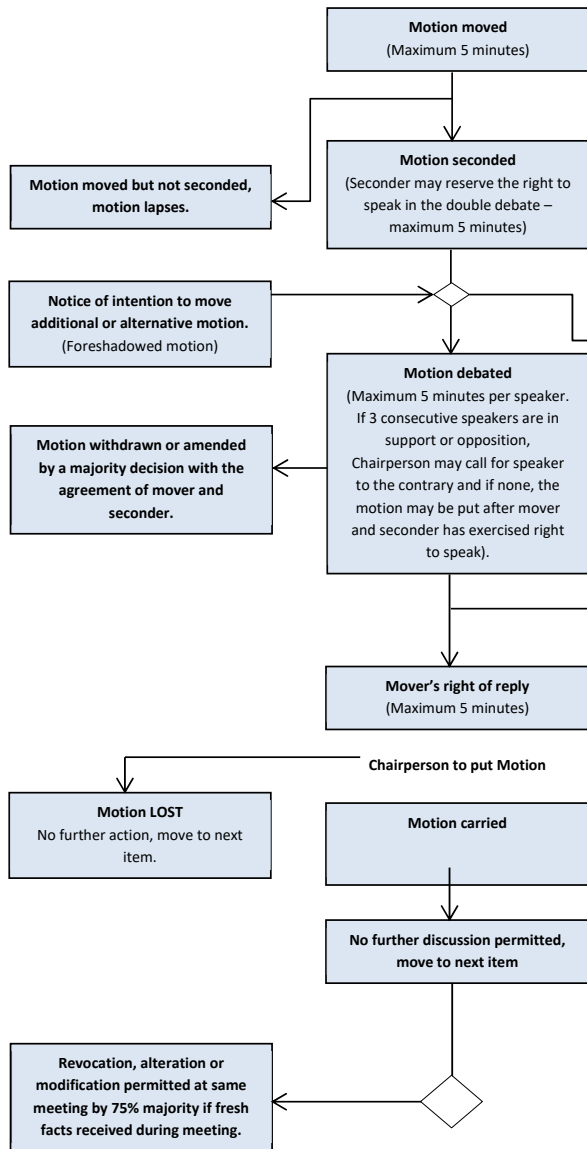 Motion moved
(Maximum 5 minutes)
Motion seconded
(Seconder may reserve the right to
speak in the double debate –
maximum 5 minutes)
Motion moved but not seconded,
motion lapses.
Notice of intention to move
additional or alternative motion.
(Foreshadowed motion)
Motion debated
(Maximum 5 minutes per speaker.
If 3 consecutive speakers are in
support or opposition,
Chairperson may call for speaker
to the contrary and if none, the
motion may be put after mover
and seconder has exercised right
to speak).
Motion withdrawn or amended
by a majority decision with the
agreement of mover and
seconder.
Mover’s right of reply
(Maximum 5 minutes)
Chairperson to put Motion
Motion LOST
No further action, move to next
item.
Motion carried
No further discussion permitted,
move to next item
Revocation, alteration or
modification permitted at same
meeting by 75% majority if fresh
facts received during meeting.